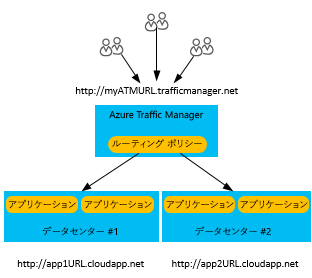 http://myATMURL.trafficmanager.net
Azure Traffic Manager
ルーティング ポリシー
アプリケーション アプリケーション アプリケーション アプリケーション
データセンター #1 データセンター #2
http://app1URL.cloudapp.net http://app2URL.cloudapp.net